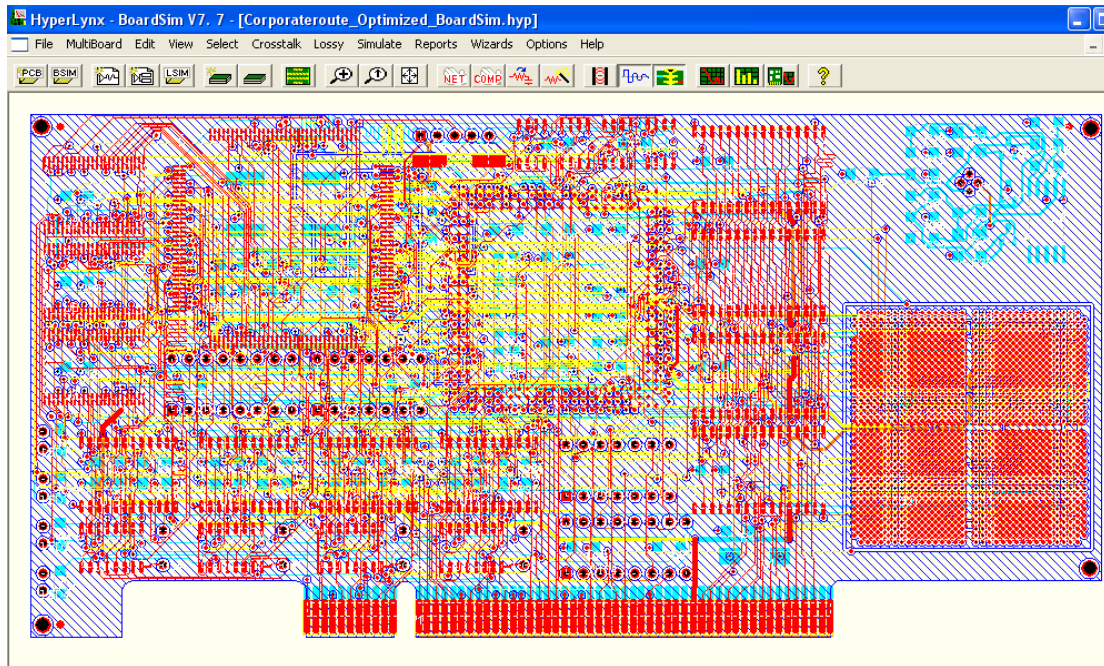 HyperLynx - BoardSim V7. 7 - [Corporateroute_Optimized_BoardSim.hyp]
File MultiBoard Edit View Select Crosstalk Lossy Simulate Reports Wizards Options Help
PCB BSIM LSIM NET COMP ?